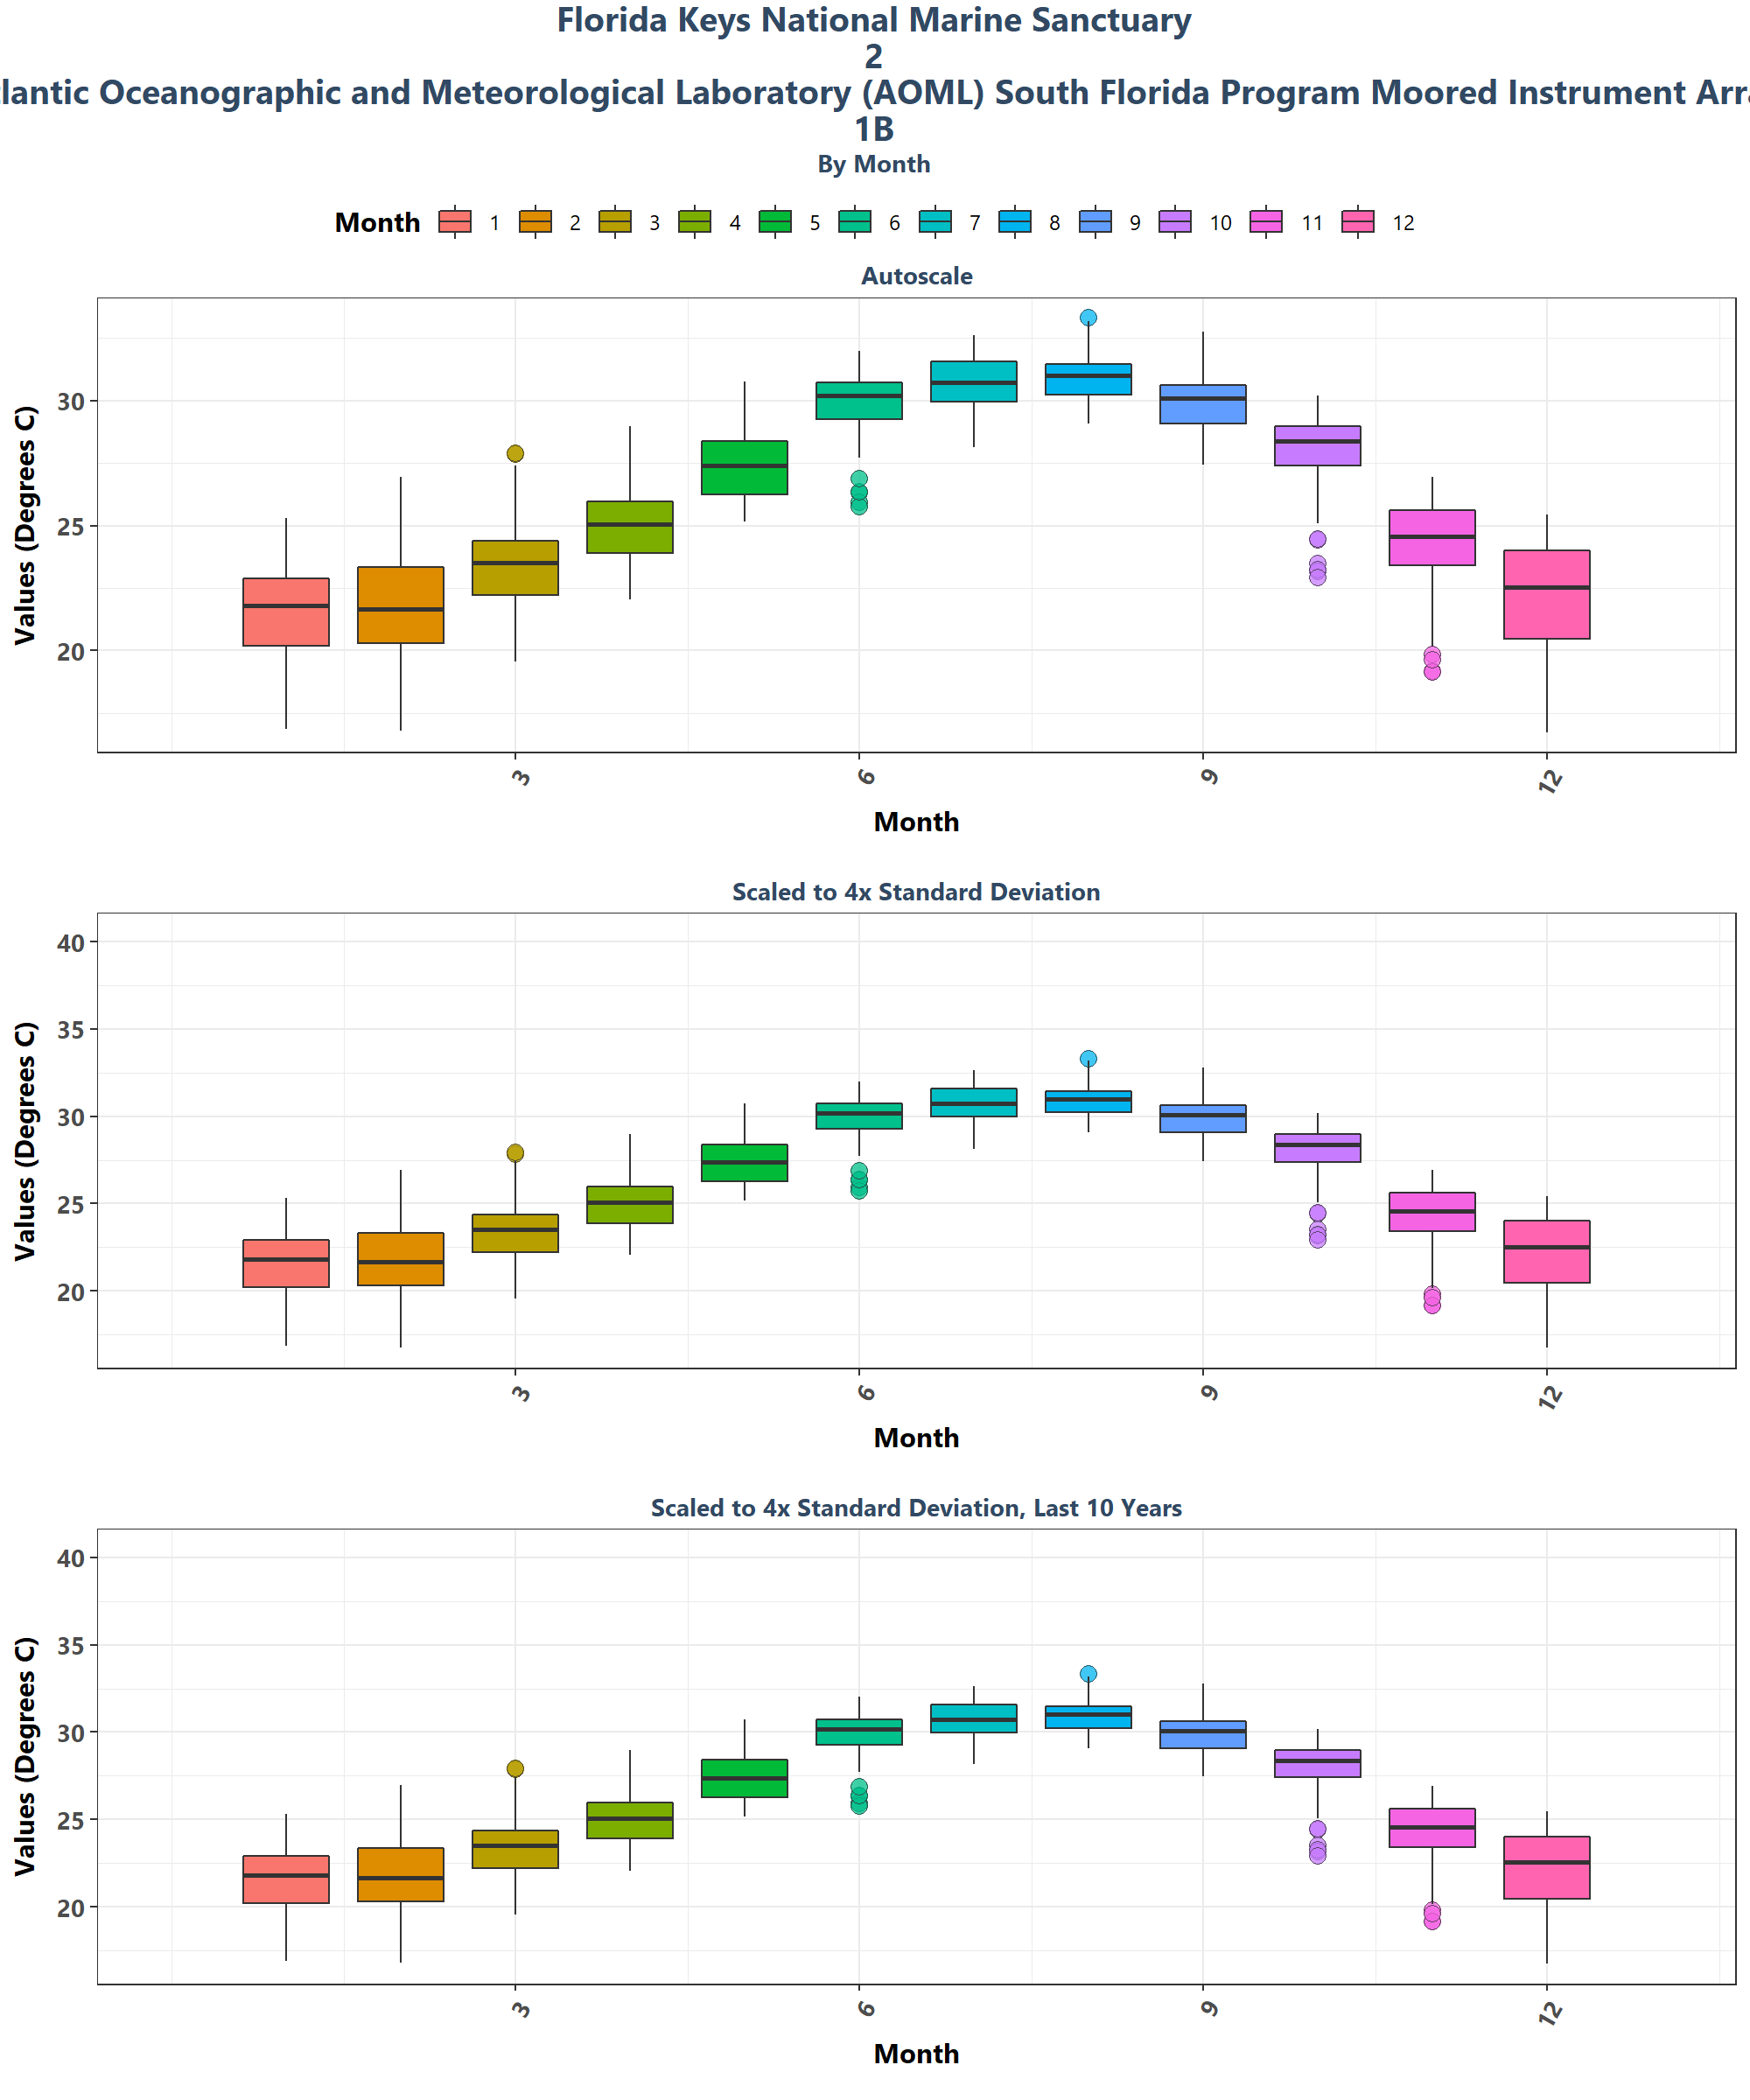 Florida Keys National Marine Sanctuary
2
Oceanographic and Meteorological Laboratory (AOML) South Florida Program Moored Instrument
1B
By Month
Month 1 2 3 4 5 6 7 8 9 10 11 12
Autoscale
Values (Degrees C)
30
25
20
3 6 9 12
Month
Scaled to 4x Standard Deviation
Values (Degrees C)
40
35
30
25
20
3 6 9 12
Month
Scaled to 4x Standard Deviation, Last 10 Years
Values (Degrees C)
40
35
30
25
20
3 6 9 12
Month